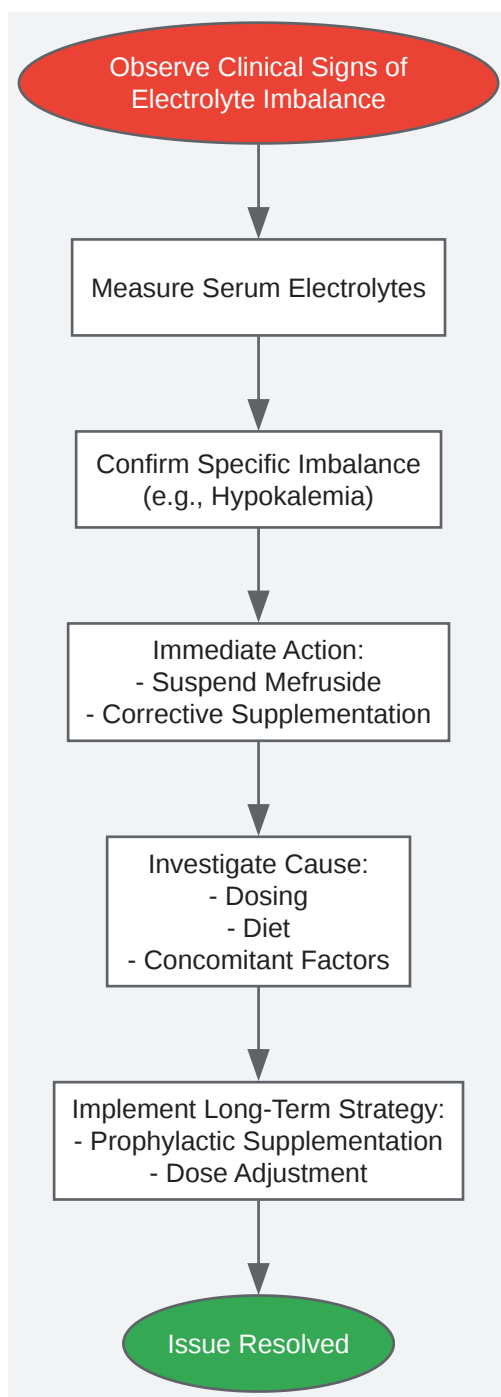 Observe Clinical Signs of
Electrolyte Imbalance
Measure Serum Electrolytes
Confirm Specific Imbalance
(e.g., Hypokalemia)
Immediate Action:
- Suspend Mefruside
- Corrective Supplementation
Investigate Cause:
- Dosing
- Diet
- Concomitant Factors
Implement Long-Term Strategy:
- Prophylactic Supplementation
- Dose Adjustment
Issue Resolved